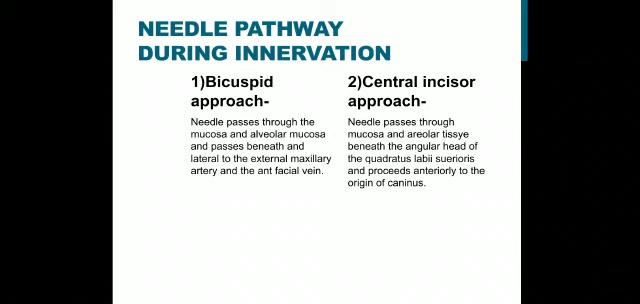 NEEDLE PATHWAY
DURING INNERVATION
1)Bicuspid
approach-
Needle passes through the
mucosa and alveolar mucosa
and passes beneath and
lateral to the external maxillary
artery and the ant facial vein.
2)Central incisor
approach-
Needle passes through
mucosa and areolar tissye
beneath the angular head of
the quadratus labii suerioris
and proceeds anteriorly to the
origin of caninus.